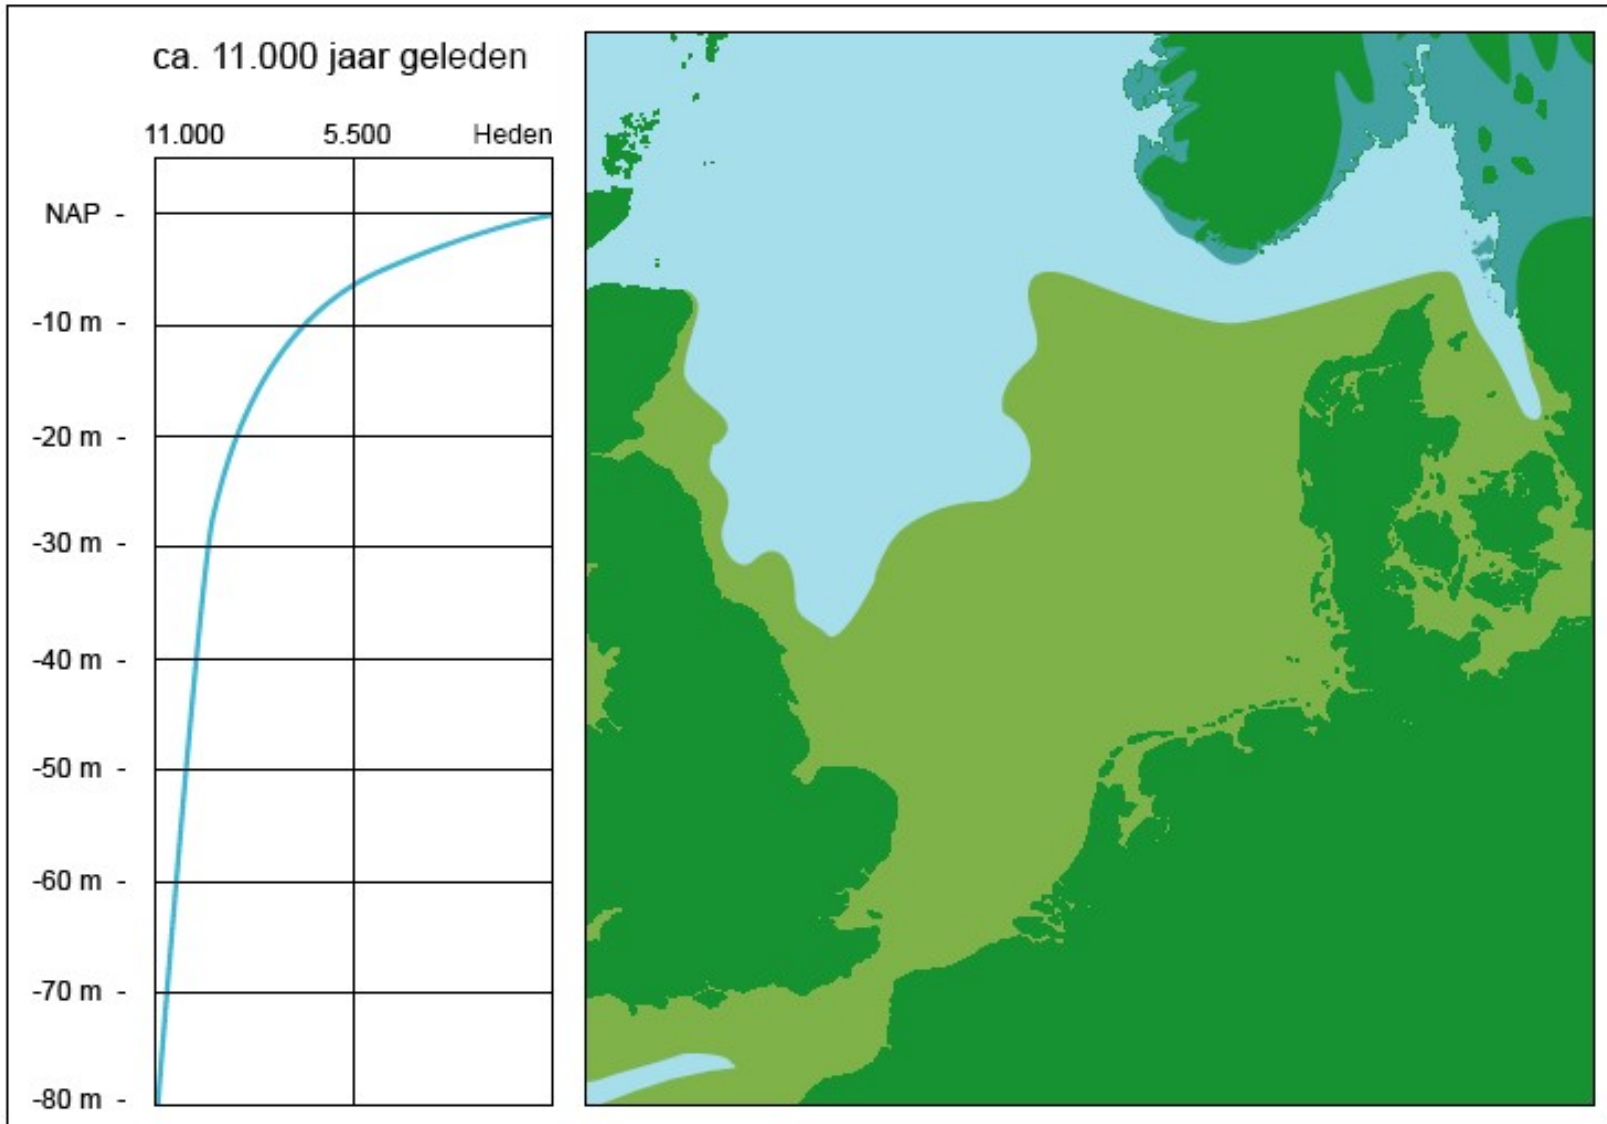 ca. 11.000 jaar geleden
11.000 5.500 Heden
NAP -
-10 m -
-20 m -
-30 m -
-40 m -
-50 m -
-60 m -
-70 m -
-80 m -